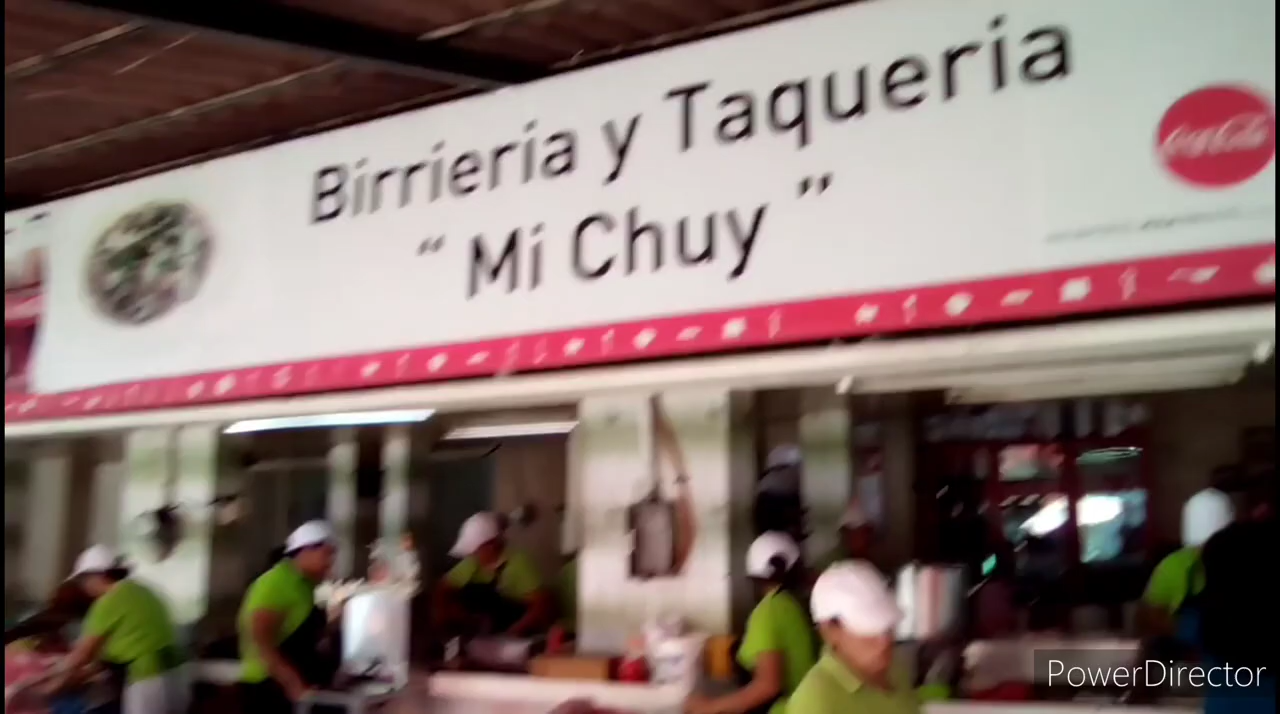 Birrieria y Taqueria
“ Mi Chuy ”
Coca-Cola
PowerDirector